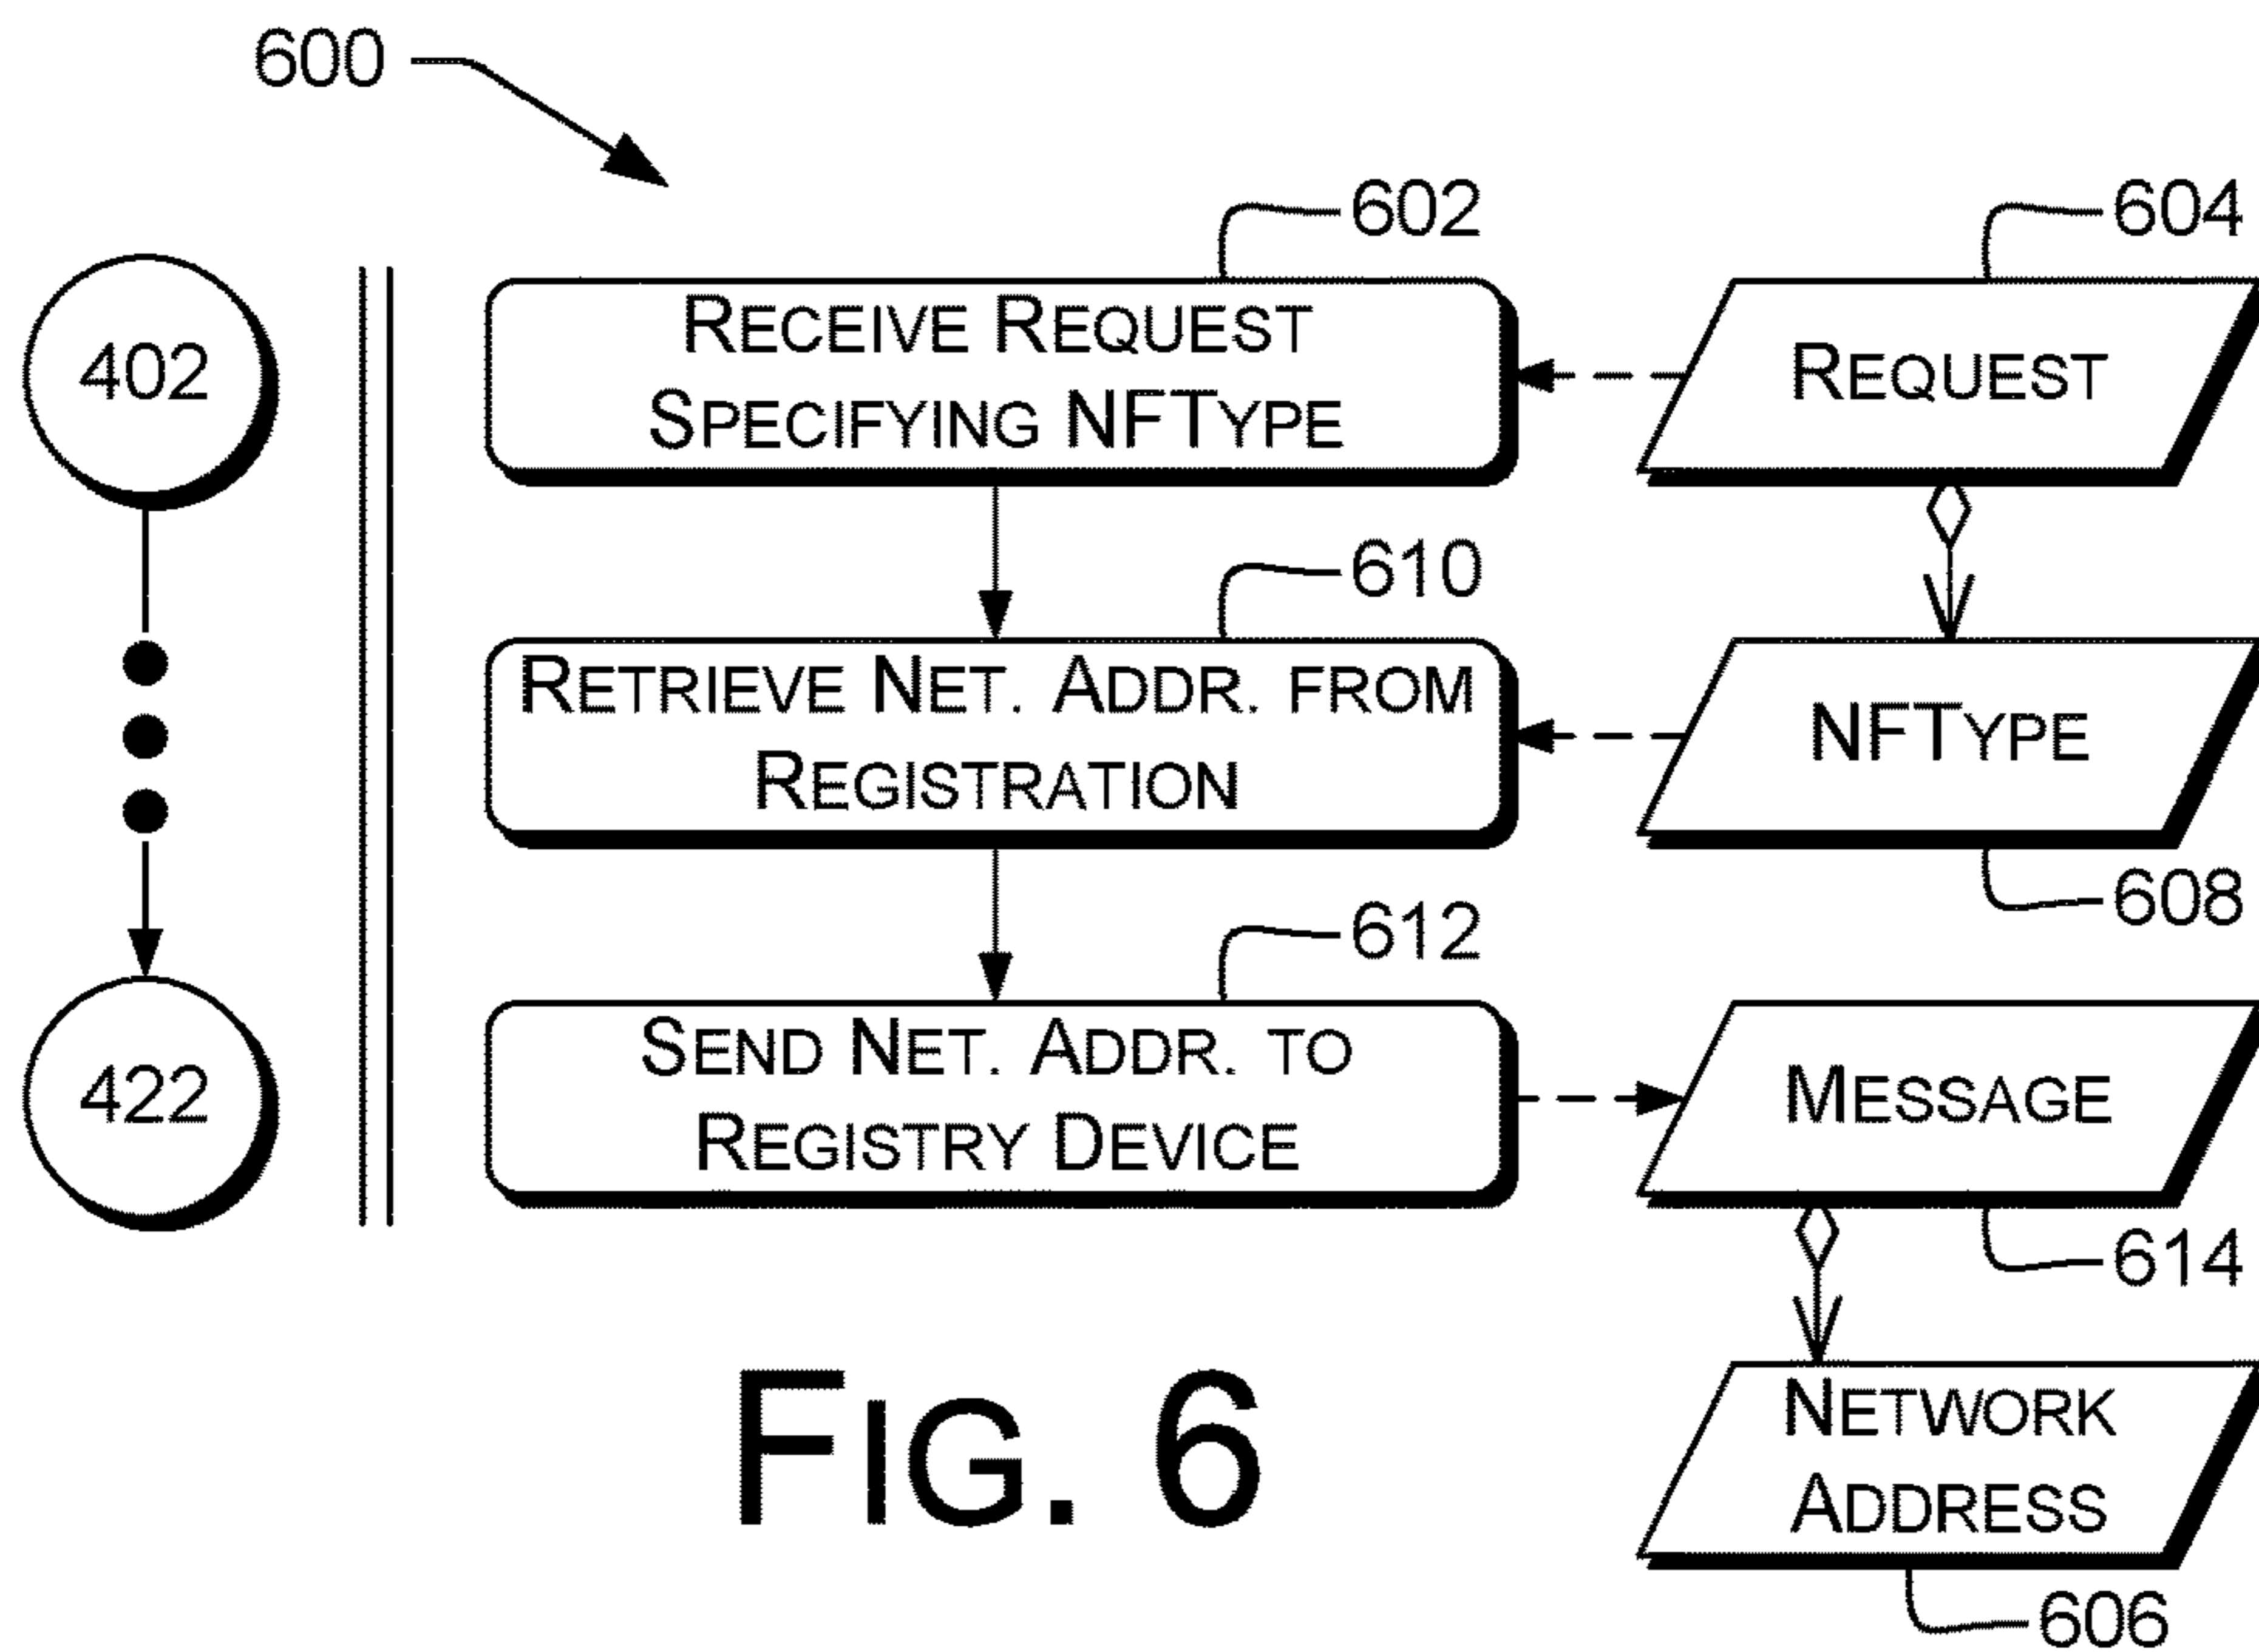 600
602
604
402
RECEIVE REQUEST
SPECIFYING NFTYPE
REQUEST
610
RETRIEVE NET. ADDR. FROM
REGISTRATION
NFTYPE
608
612
422
SEND NET. ADDR. TO
REGISTRY DEVICE
MESSAGE
614
NETWORK
ADDRESS
606
FIG. 6